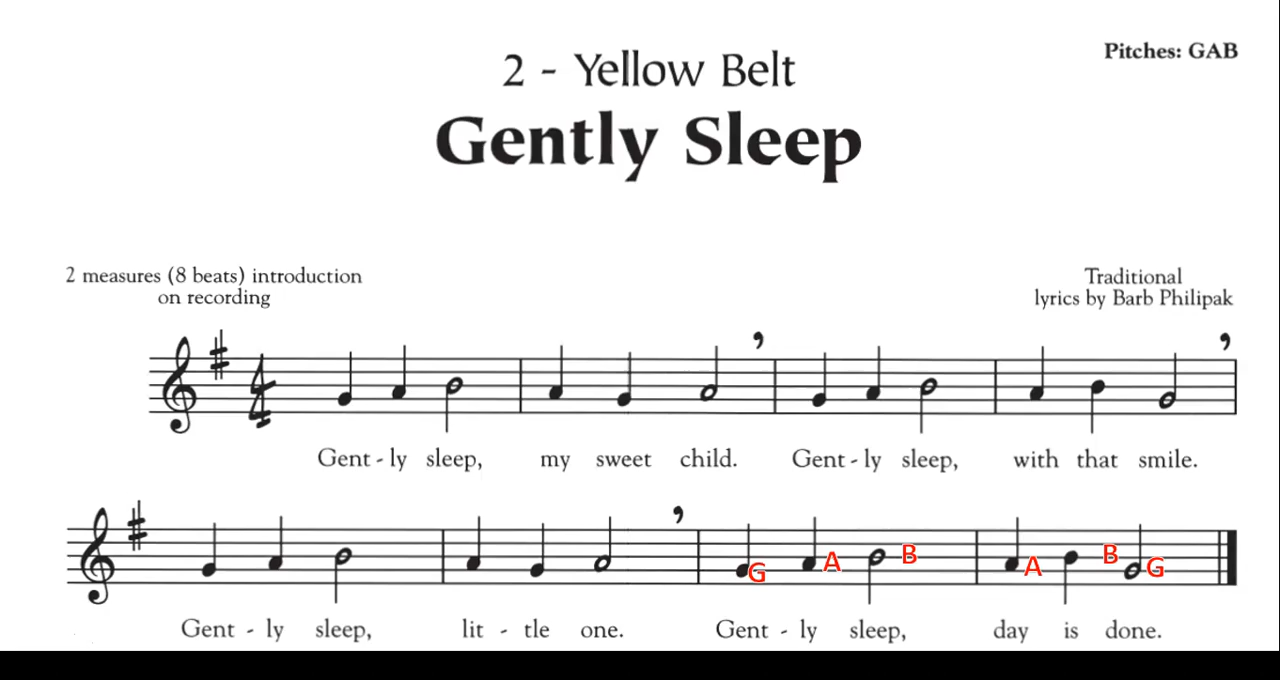 Pitches: GAB
2 - Yellow Belt
Gently Sleep
2 measures (8 beats) introduction
on recording
Traditional
lyrics by Barb Philipak
4
Gent - ly sleep, my sweet child. Gent - ly sleep, with that smile.
G A B A B G
Gent - ly sleep, lit - tle one. Gent - ly sleep, day is done.